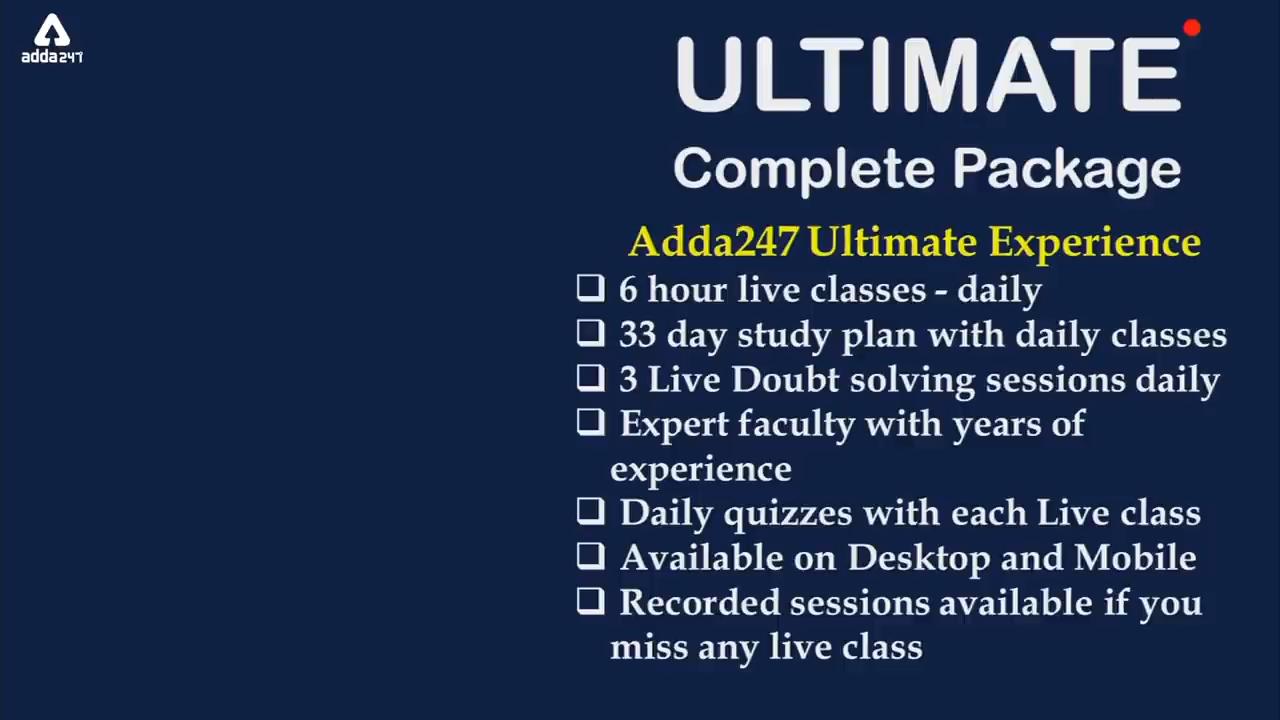 adda247
ULTIMATE
Complete Package
Adda247 Ultimate Experience
❑ 6 hour live classes - daily
❑ 33 day study plan with daily classes
❑ 3 Live Doubt solving sessions daily
❑ Expert faculty with years of
experience
❑ Daily quizzes with each Live class
❑ Available on Desktop and Mobile
❑ Recorded sessions available if you
miss any live class